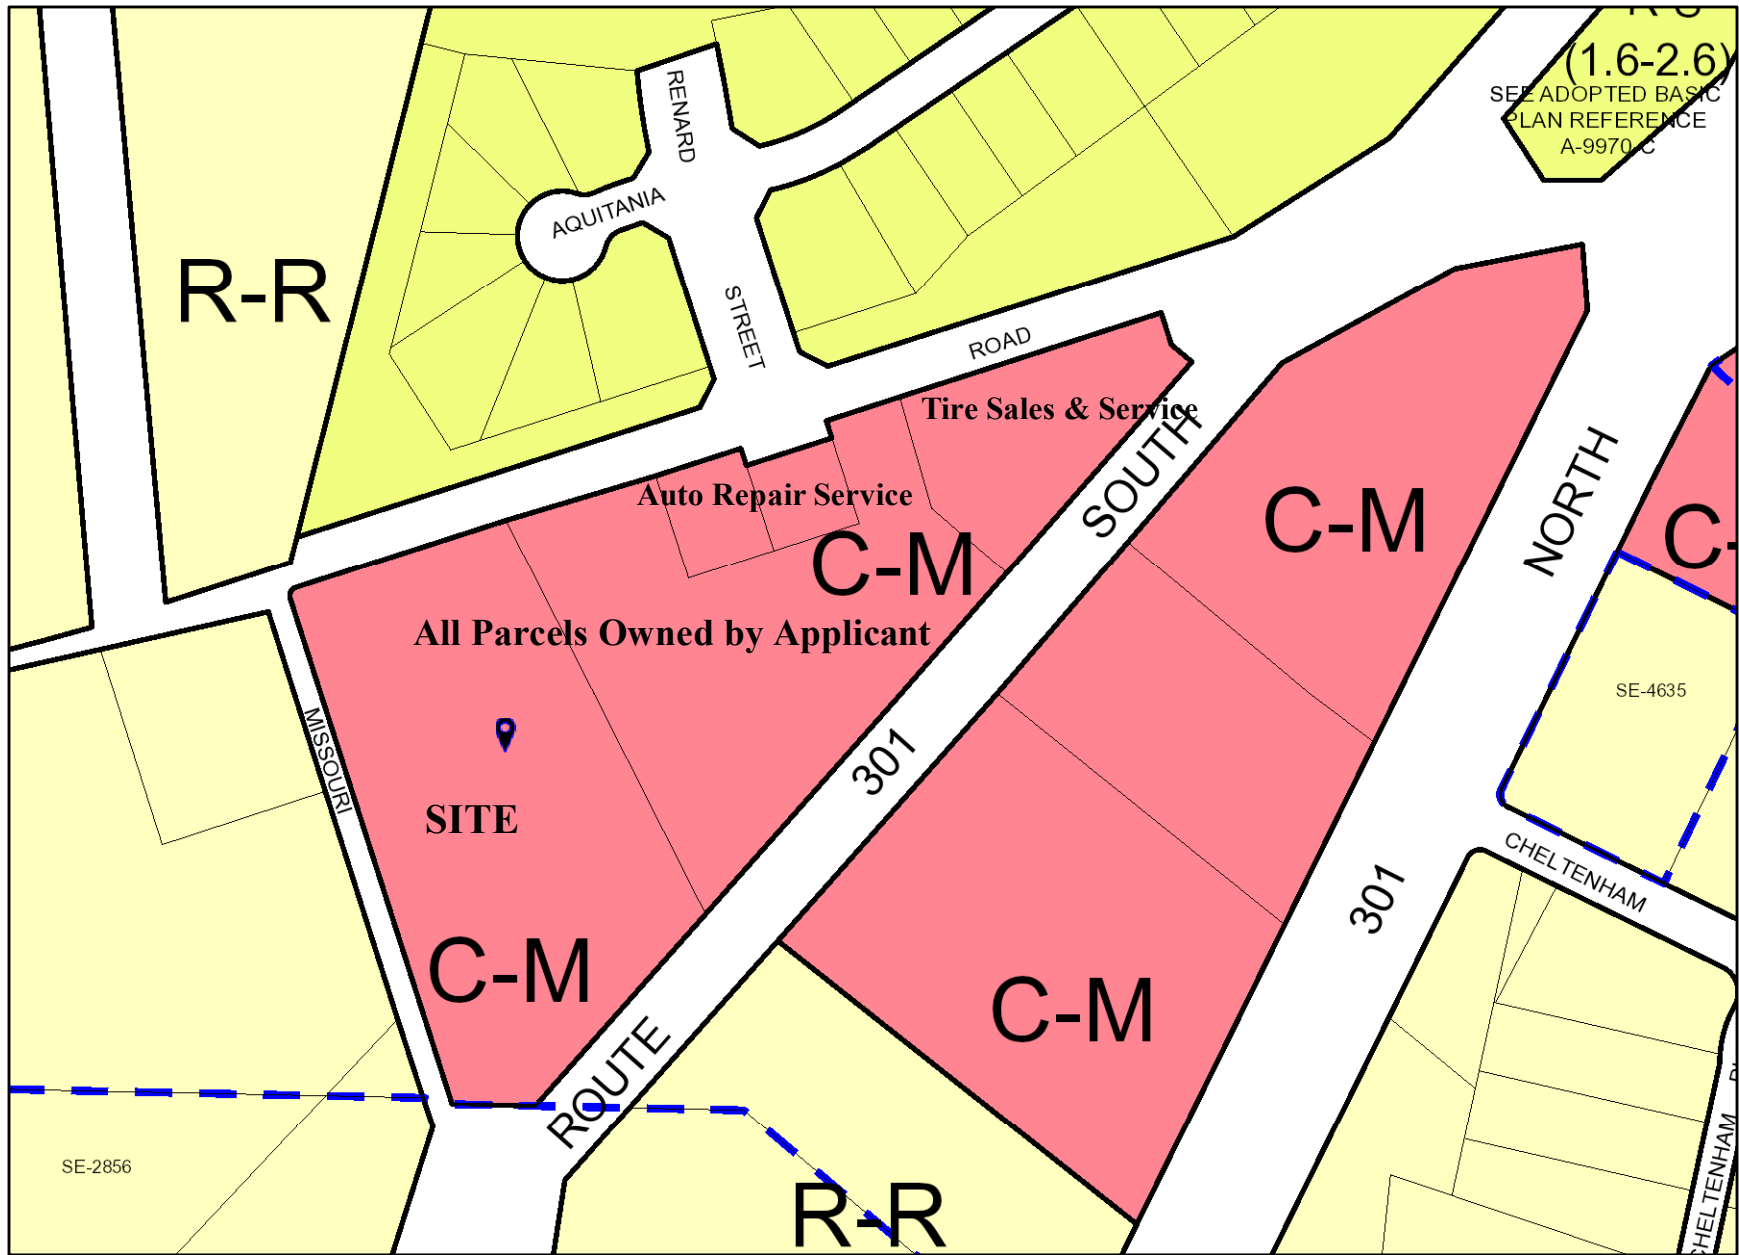 R-S
(1.6-2.6)
SEE ADOPTED BASIC
PLAN REFERENCE
A-9970-C
RENARD
AQUITANIA
R-R
STREET
ROAD
Tire Sales & Service
SOUTH
NORTH
Auto Repair Service
C-M
C-M
C-
All Parcels Owned by Applicant
SE-4635
MISSOURI
301
SITE
CHELTENHAM
301
C-M
C-M
ROUTE
SE-2856
R-R
CHELTENHAM